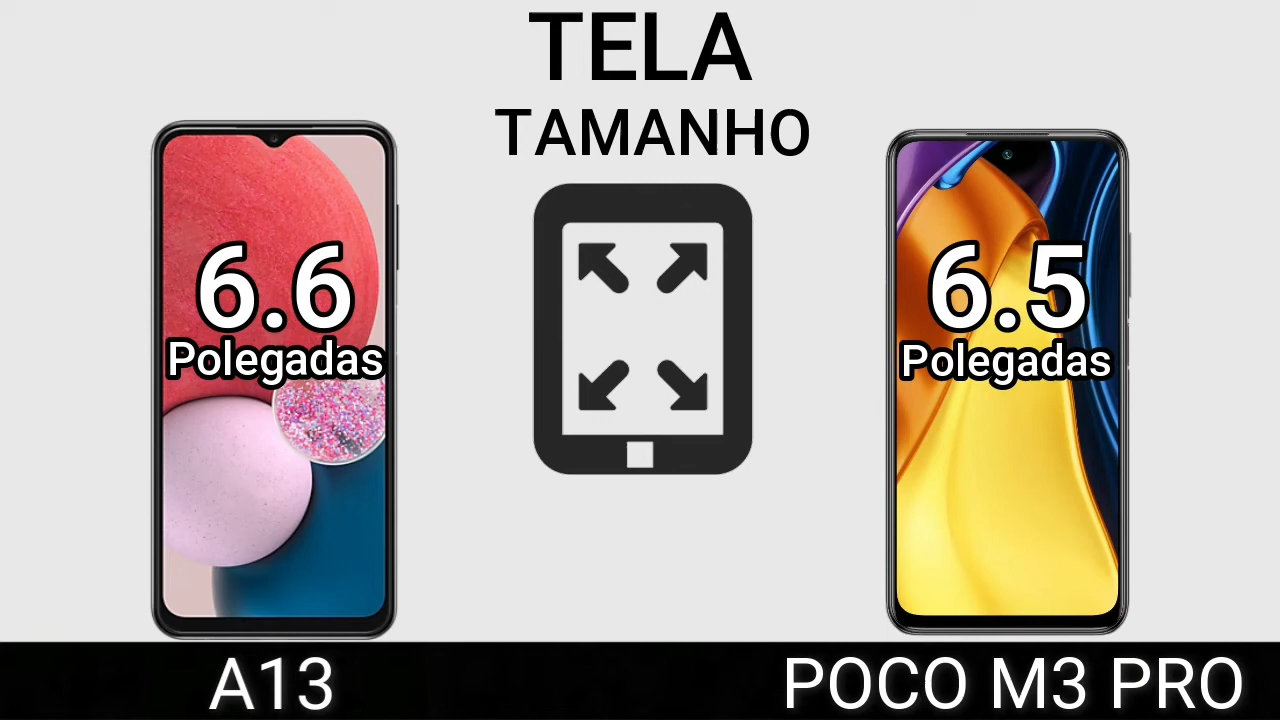 TELA
TAMANHO
6.6
Polegadas
6.5
Polegadas
A13
POCO M3 PRO